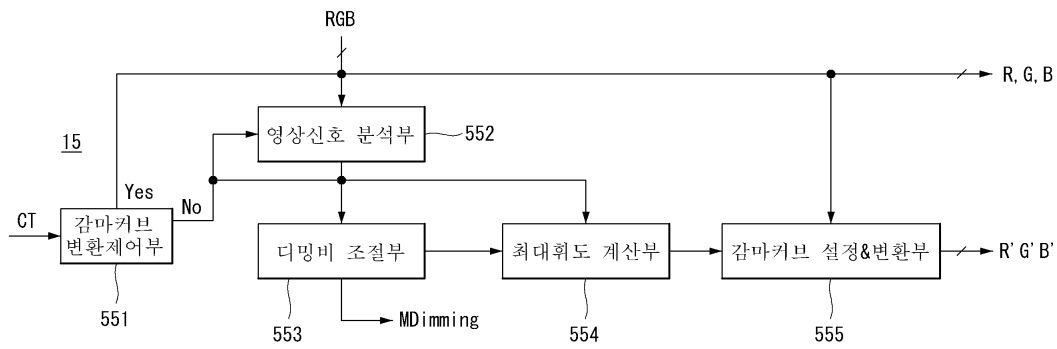 RGB
R,G,B
영상신호 분석부
552
15
Yes
No
CT
감마커브
변환제어부
551
디밍비 조절부
553
MDimming
최대휘도 계산부
554
감마커브 설정&변환부
555
R'G'B'